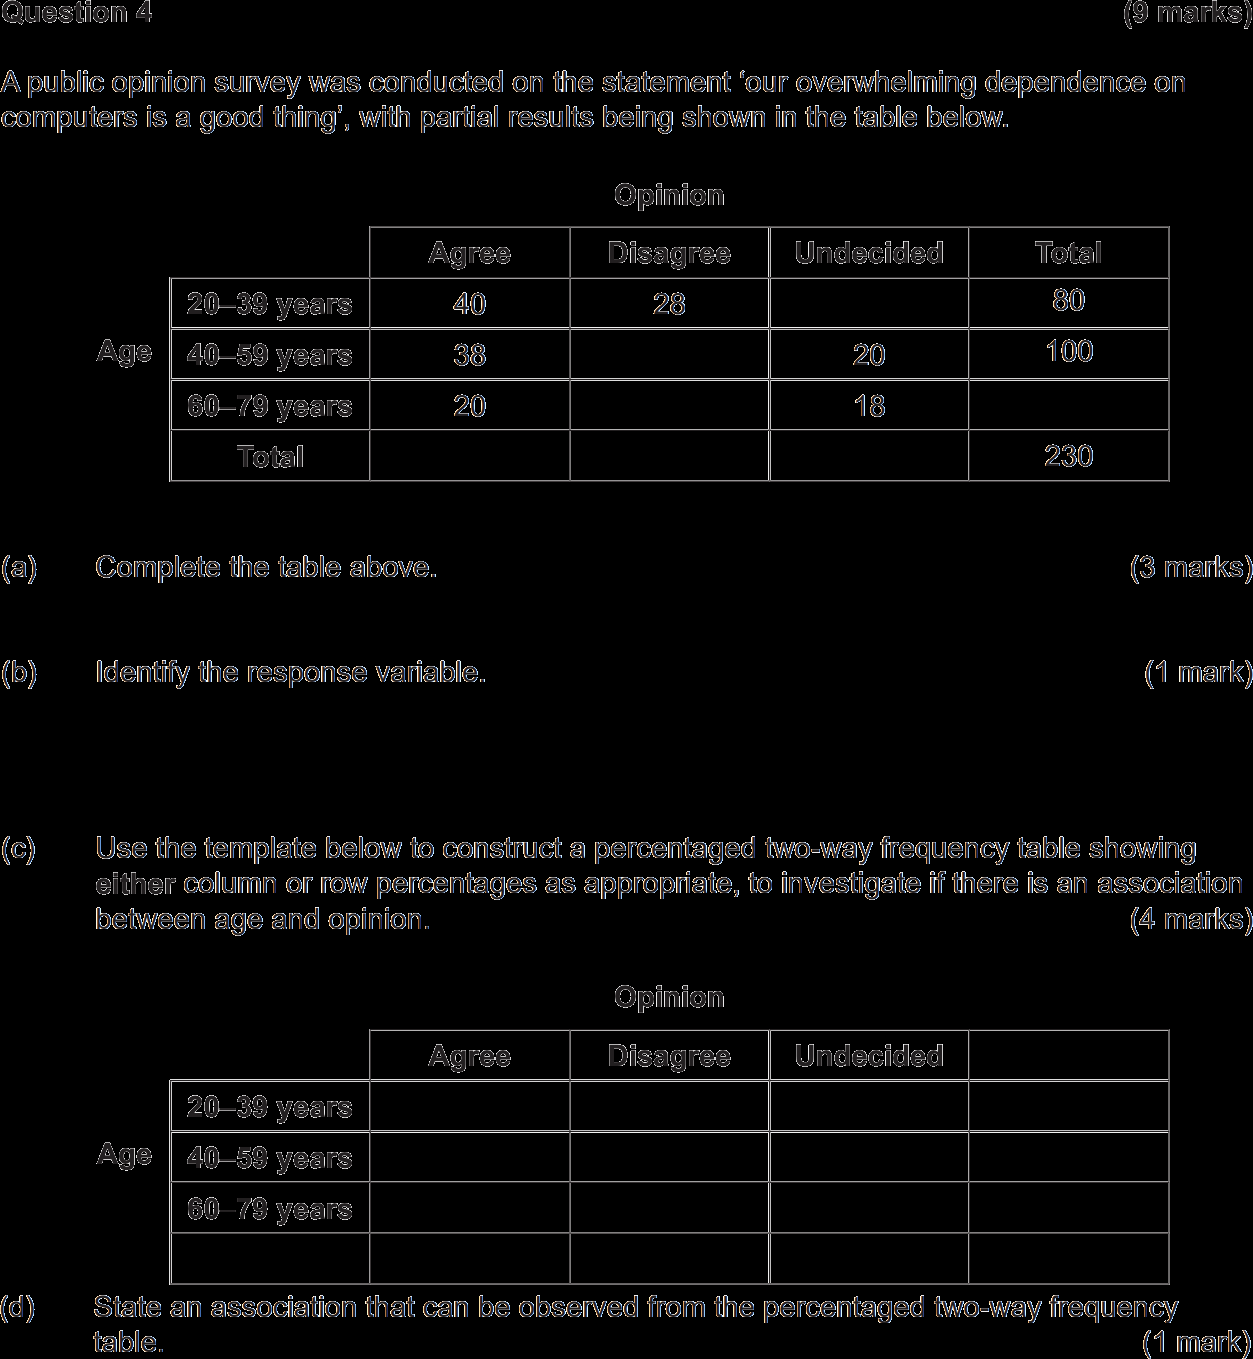 Question 4 (9 marks)
A public opinion survey was conducted on the statement ‘our overwhelming dependence on
computers is a good thing’, with partial results being shown in the table below.
Opinion
Agree Disagree Undecided Total
20–39 years 40 28 80
Age 40–59 years 38 20 100
60–79 years 20 18
Total 230
(a) Complete the table above. (3 marks)
(b) Identify the response variable. (1 mark)
(c) Use the template below to construct a percentaged two-way frequency table showing
either column or row percentages as appropriate, to investigate if there is an association
between age and opinion. (4 marks)
Opinion
Agree Disagree Undecided
20–39 years
Age 40–59 years
60–79 years
(d) State an association that can be observed from the percentaged two-way frequency
table. (1 mark)